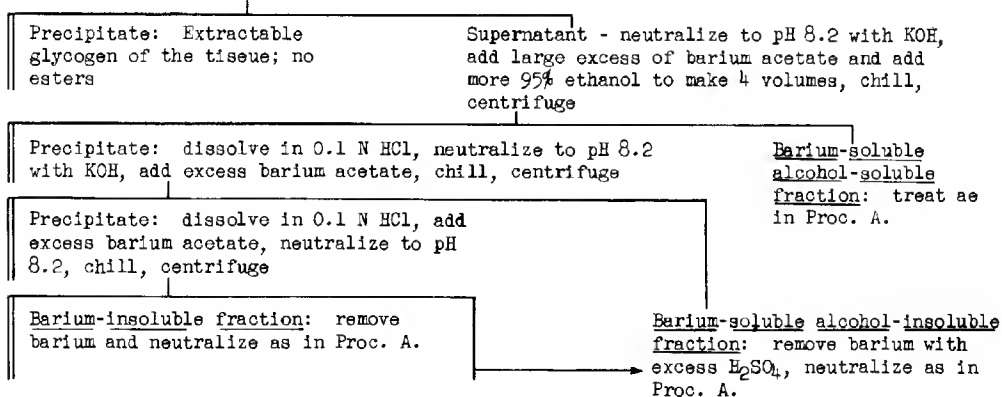 Precipitate: Extractable
glycogen of the tiseue; no
esters
Supernatant - neutralize to pH 8.2 with KOH,
add large excess of barium acetate and add
more 95% ethanol to make 4 volumes, chill,
centrifuge
Precipitate: dissolve in 0.1 N HCl, neutralize to pH 8.2
with KOH, add excess barium acetate, chill, centrifuge
Barium-soluble
alcohol-soluble
fraction: treat ae
in Proc. A.
Precipitate: dissolve in 0.1 N HCl, add
excess barium acetate, neutralize to pH
8.2, chill, centrifuge
Barium-insoluble fraction: remove
barium and neutralize as in Proc. A.
Barium-soluble alcohol-insoluble
fraction: remove barium with
excess H2SO4, neutralize as in
Proc. A.